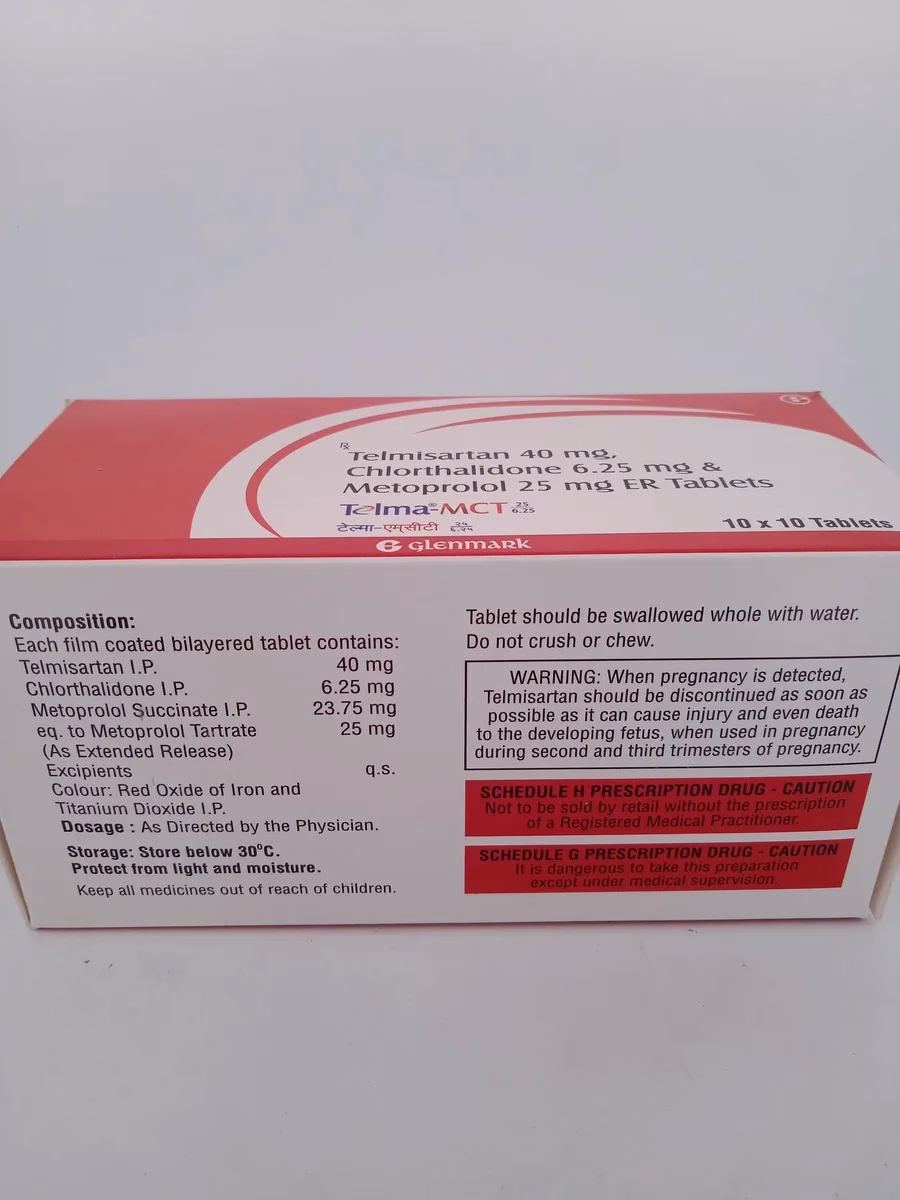 Rx Telmisartan 40 mg,
Chlorthalidone 6.25 mg &
Metoprolol 25 mg ER Tablets
Telma®-MCT 25
6.25
टेल्मा-एमसीटी २५
६.२५
10 x 10 Tablets
glenmark
Composition:
Each film coated bilayered tablet contains:
Telmisartan I.P. 40 mg
Chlorthalidone I.P. 6.25 mg
Metoprolol Succinate I.P. 23.75 mg
eq. to Metoprolol Tartrate 25 mg
(As Extended Release)
Excipients q.s.
Colour: Red Oxide of Iron and
Titanium Dioxide I.P.
Dosage : As Directed by the Physician.
Storage: Store below 30⁰C.
Protect from light and moisture.
Keep all medicines out of reach of children.
Tablet should be swallowed whole with water.
Do not crush or chew.
WARNING: When pregnancy is detected,
Telmisartan should be discontinued as soon as
possible as it can cause injury and even death
to the developing fetus, when used in pregnancy
during second and third trimesters of pregnancy.
SCHEDULE H PRESCRIPTION DRUG - CAUTION
Not to be sold by retail without the prescription
of a Registered Medical Practitioner.
SCHEDULE G PRESCRIPTION DRUG - CAUTION
It is dangerous to take this preparation
except under medical supervision.